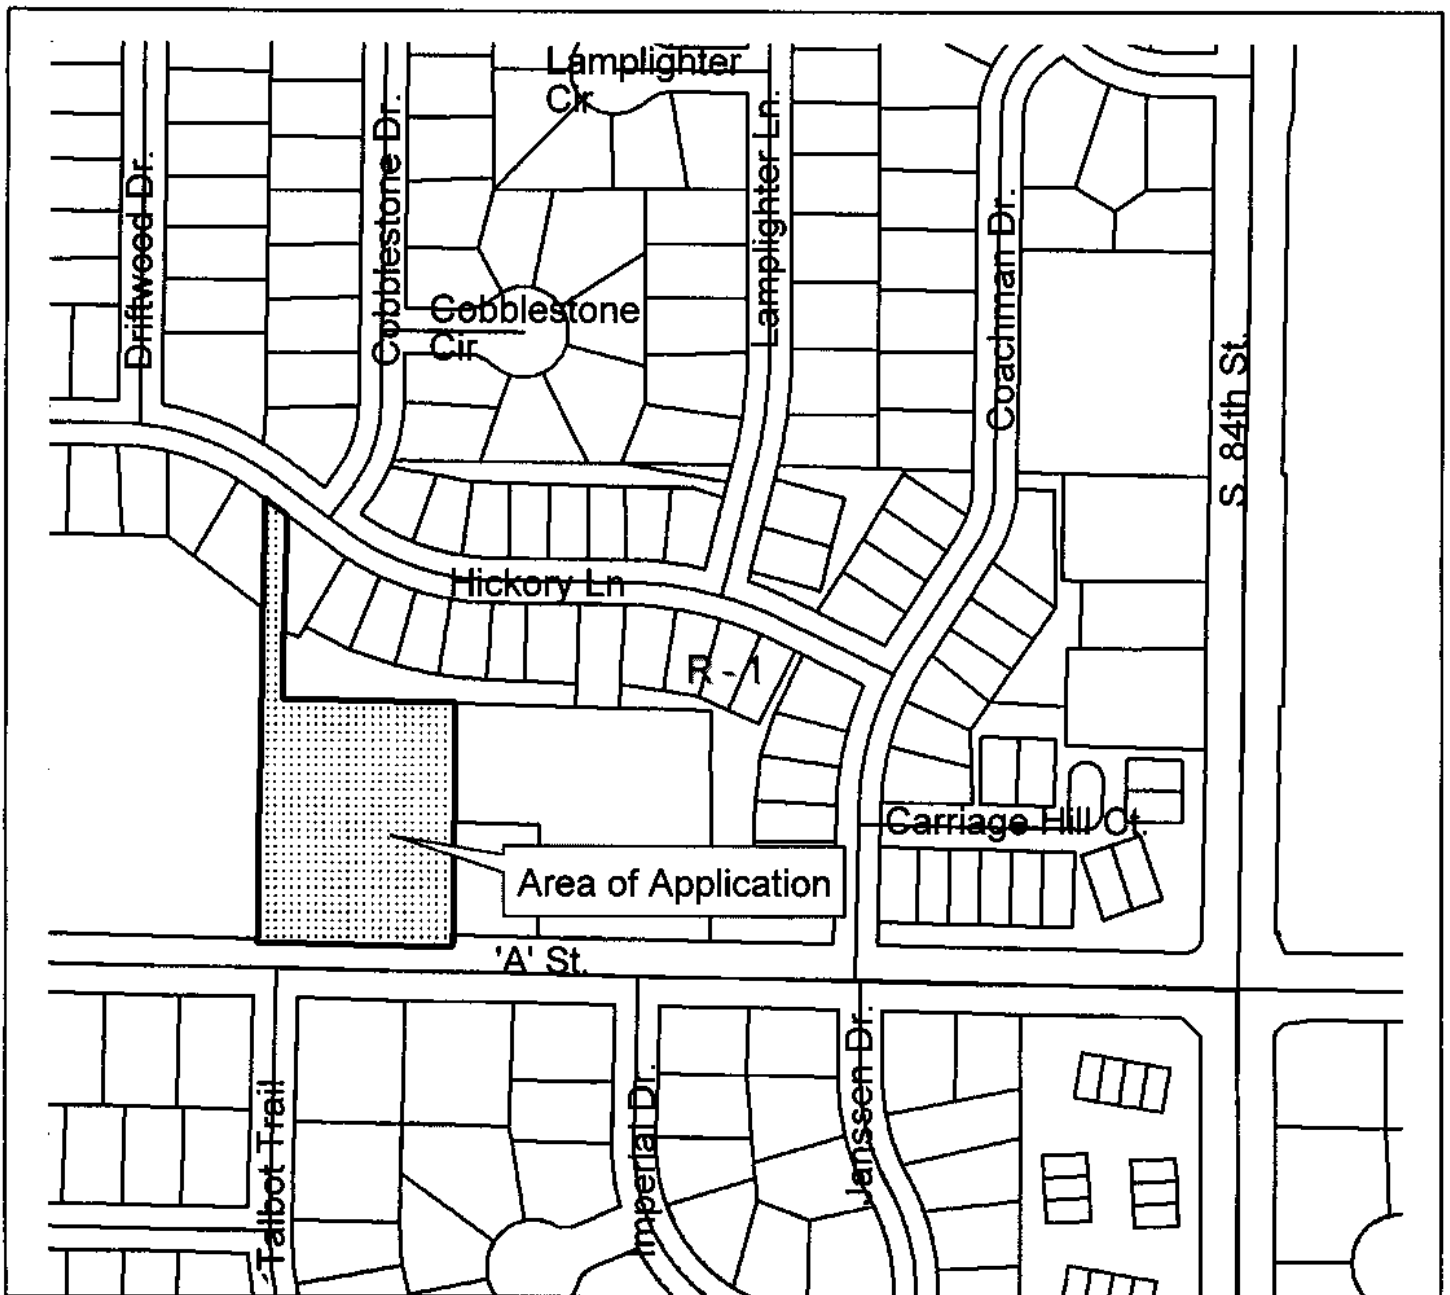 Lamplighter
Cir
Driftwood Dr.
Cobblestone Dr.
Lamplighter Ln.
Coachman Dr.
Cobblestone
Cir
S. 84th St.
Hickory Ln
R - 1
Carriage Hill Ct.
Area of Application
'A' St.
Talbot Trail
Imperial Dr.
Janssen Dr.